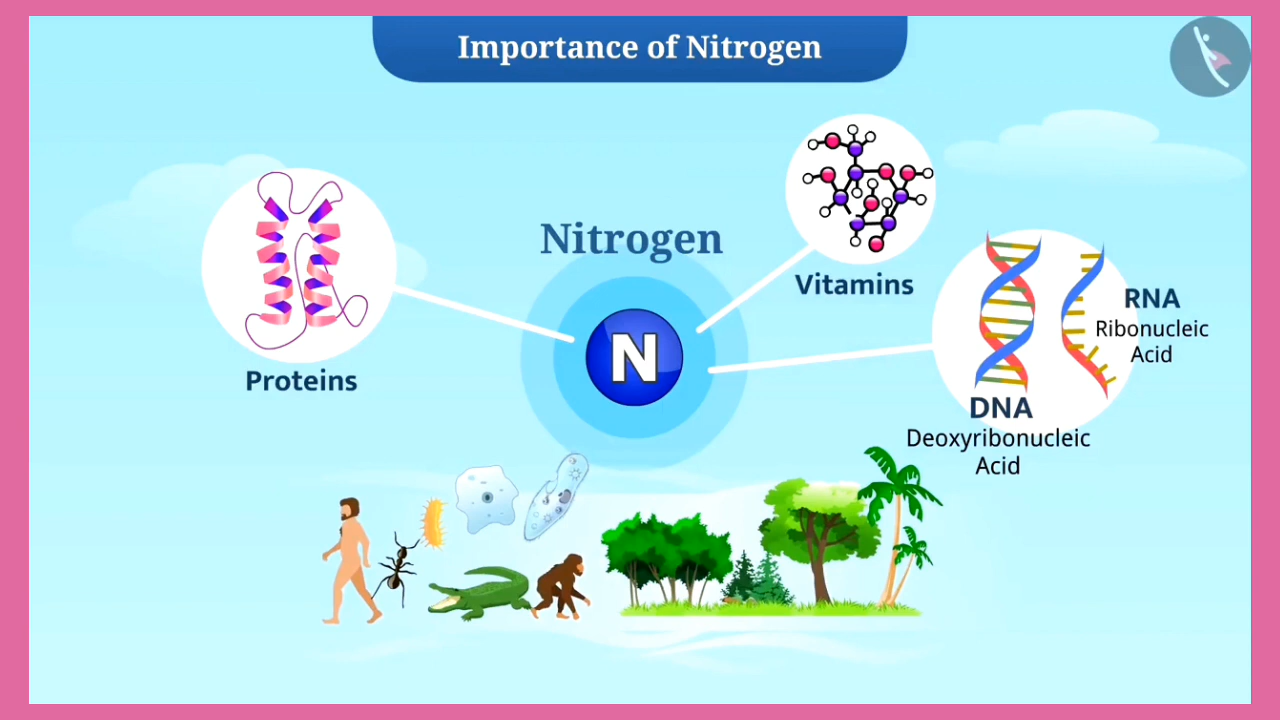 Importance of Nitrogen
Nitrogen
N
Proteins
Vitamins
RNA
Ribonucleic
Acid
DNA
Deoxyribonucleic
Acid